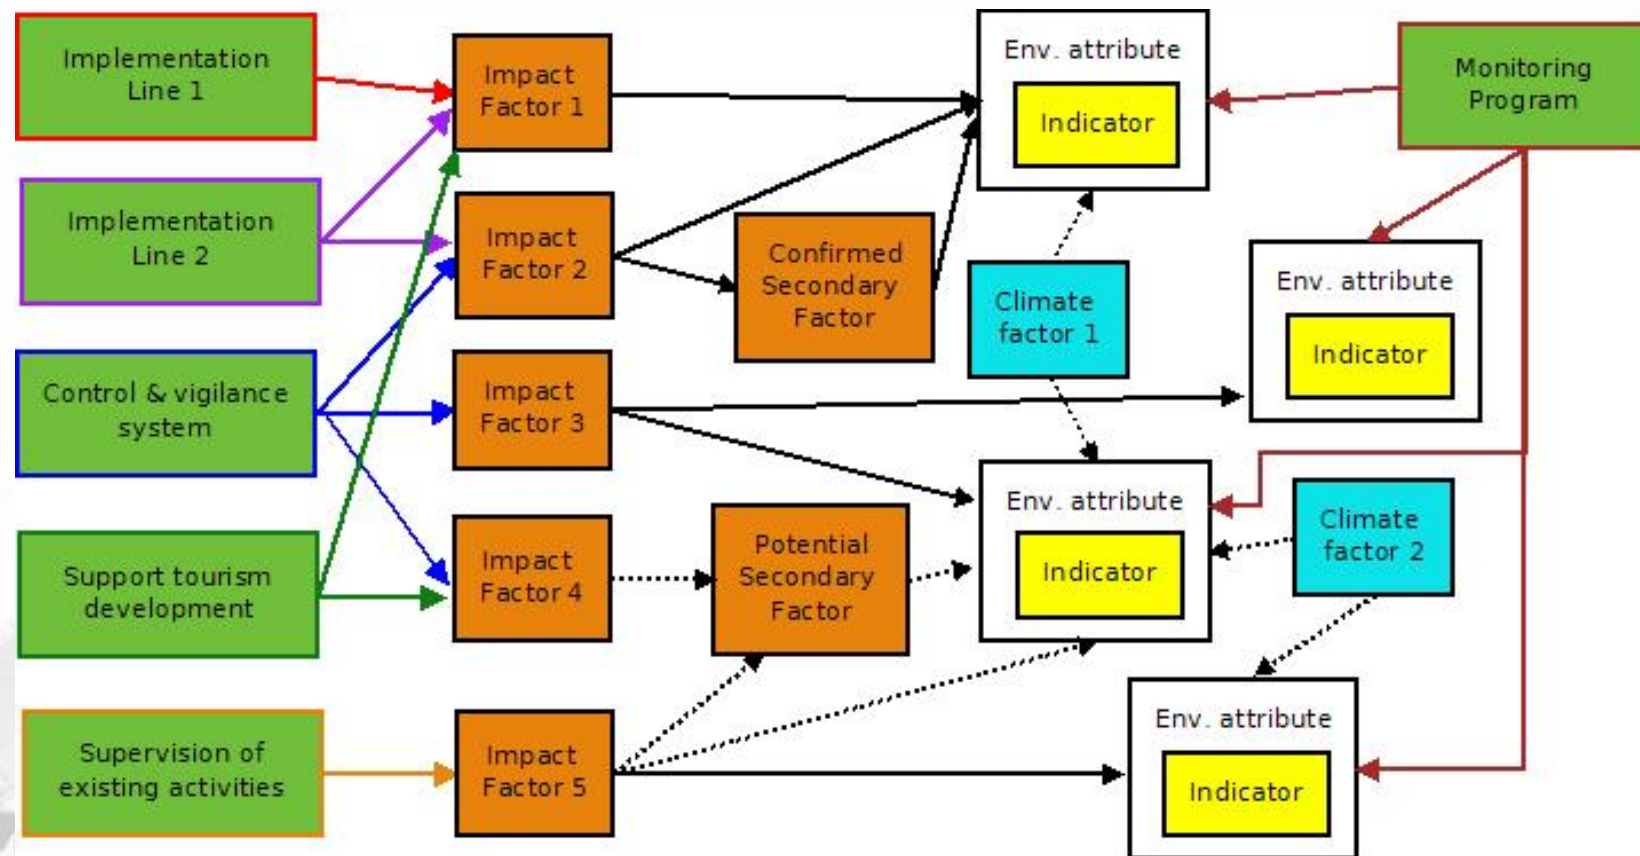 Implementation
Line 1
Impact
Factor 1
Env. attribute
Indicator
Monitoring
Program
Implementation
Line 2
Impact
Factor 2
Confirmed
Secondary
Factor
Climate
factor 1
Env. attribute
Indicator
Control & vigilance
system
Impact
Factor 3
Env. attribute
Indicator
Climate
factor 2
Support tourism
development
Impact
Factor 4
Potential
Secondary
Factor
Supervision of
existing activities
Impact
Factor 5
Env. attribute
Indicator